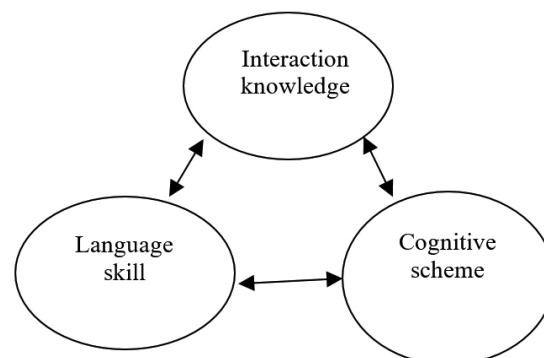 Interaction
knowledge
Language
skill
Cognitive
scheme